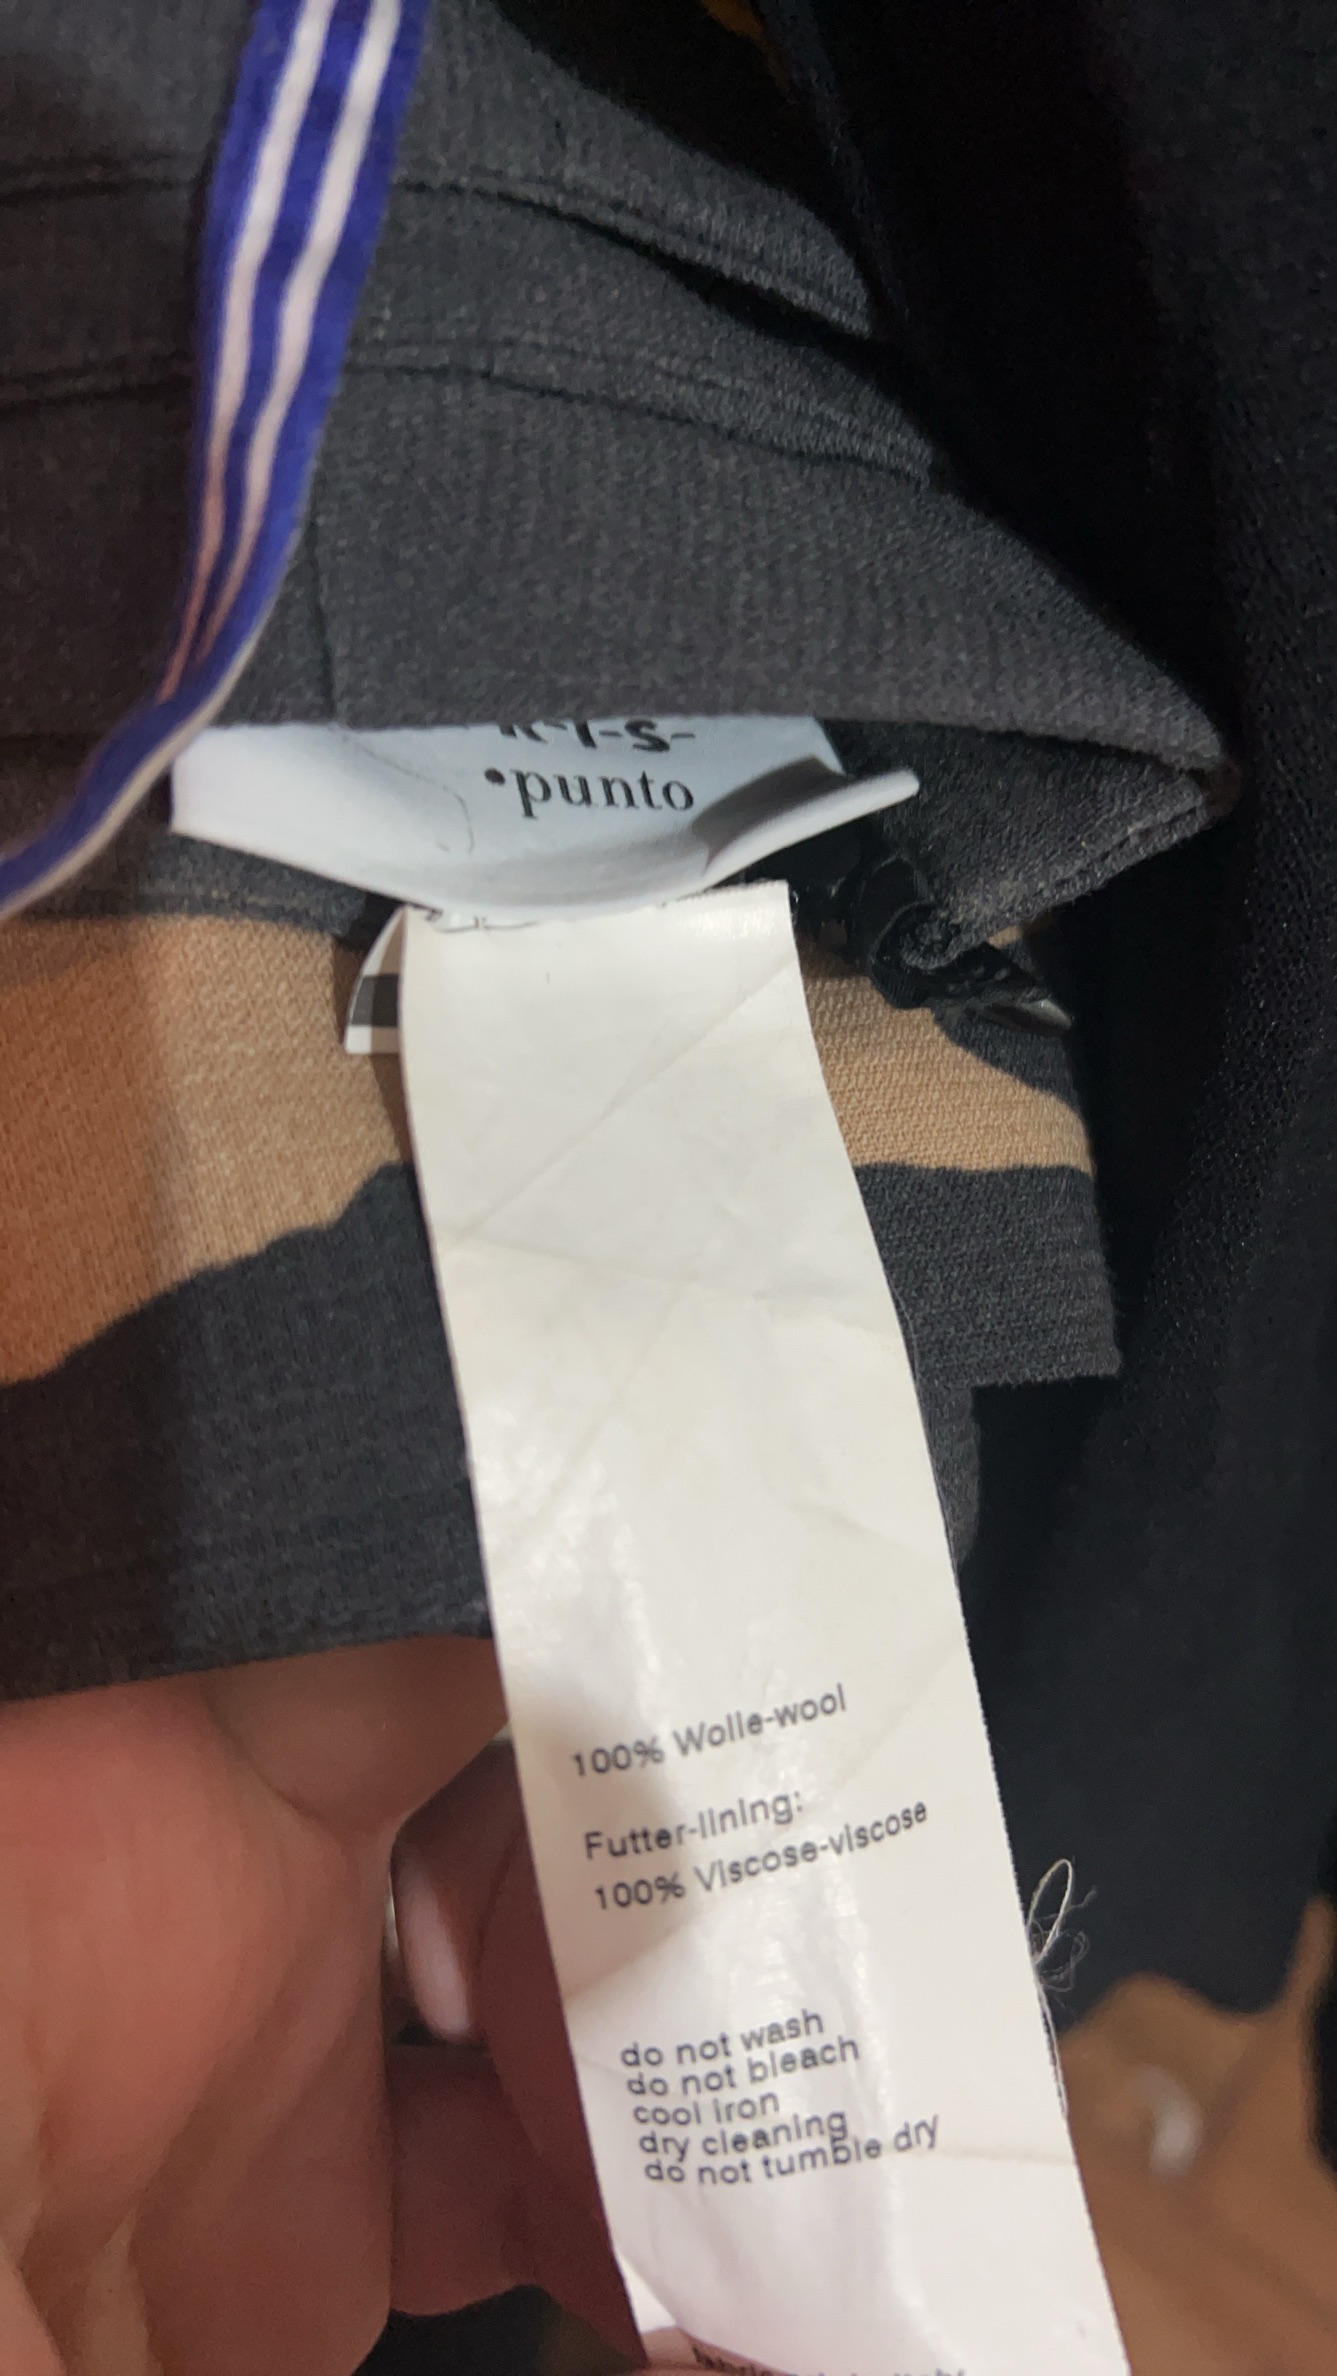 -K-I-S-
•punto
100% Wolle-wool
Futter-lining:
100% Viscose-viscose
do not wash
do not bleach
cool iron
dry cleaning
do not tumble dry